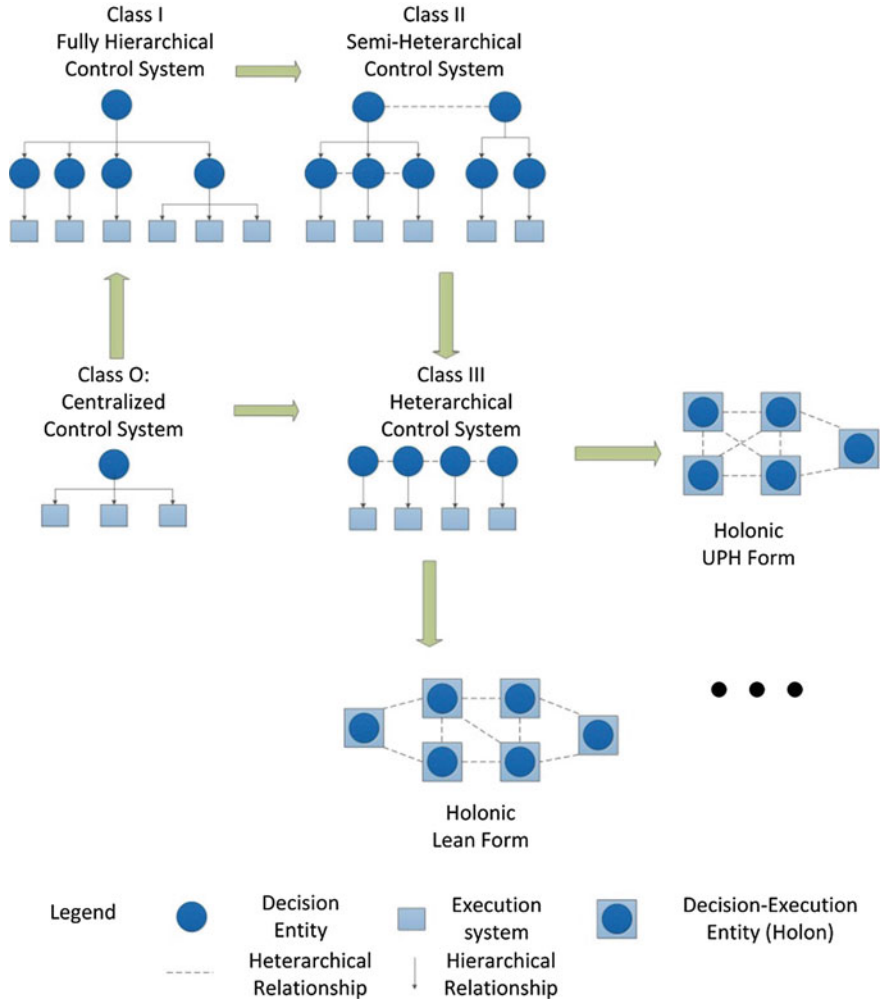 Class I
Fully Hierarchical
Control System
Class II
Semi-Heterarchical
Control System
Class O:
Centralized
Control System
Class III
Heterarchical
Control System
Holonic
UPH Form
Holonic
Lean Form
Legend
Decision
Entity
Execution
system
Decision-Execution
Entity (Holon)
Heterarchical
Relationship
Hierarchical
Relationship